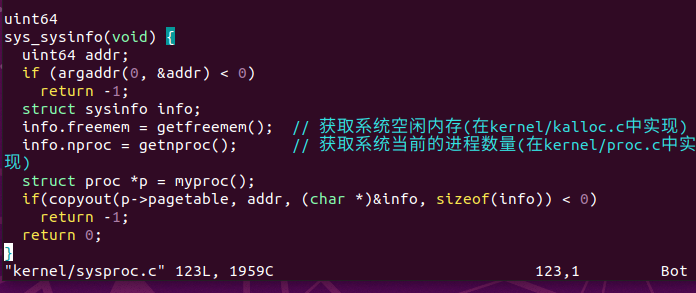 uint64
sys_sysinfo(void) {
  uint64 addr;
  if (argaddr(0, &addr) < 0)
    return -1;
  struct sysinfo info;
  info.freemem = getfreemem();  // 获取系统空闲内存(在kernel/kalloc.c中实现)
  info.nproc = getnproc();      // 获取系统当前的进程数量(在kernel/proc.c中实
现)
  struct proc *p = myproc();
  if(copyout(p->pagetable, addr, (char *)&info, sizeof(info)) < 0)
    return -1;
  return 0;
}
"kernel/sysproc.c" 123L, 1959C 123,1 Bot